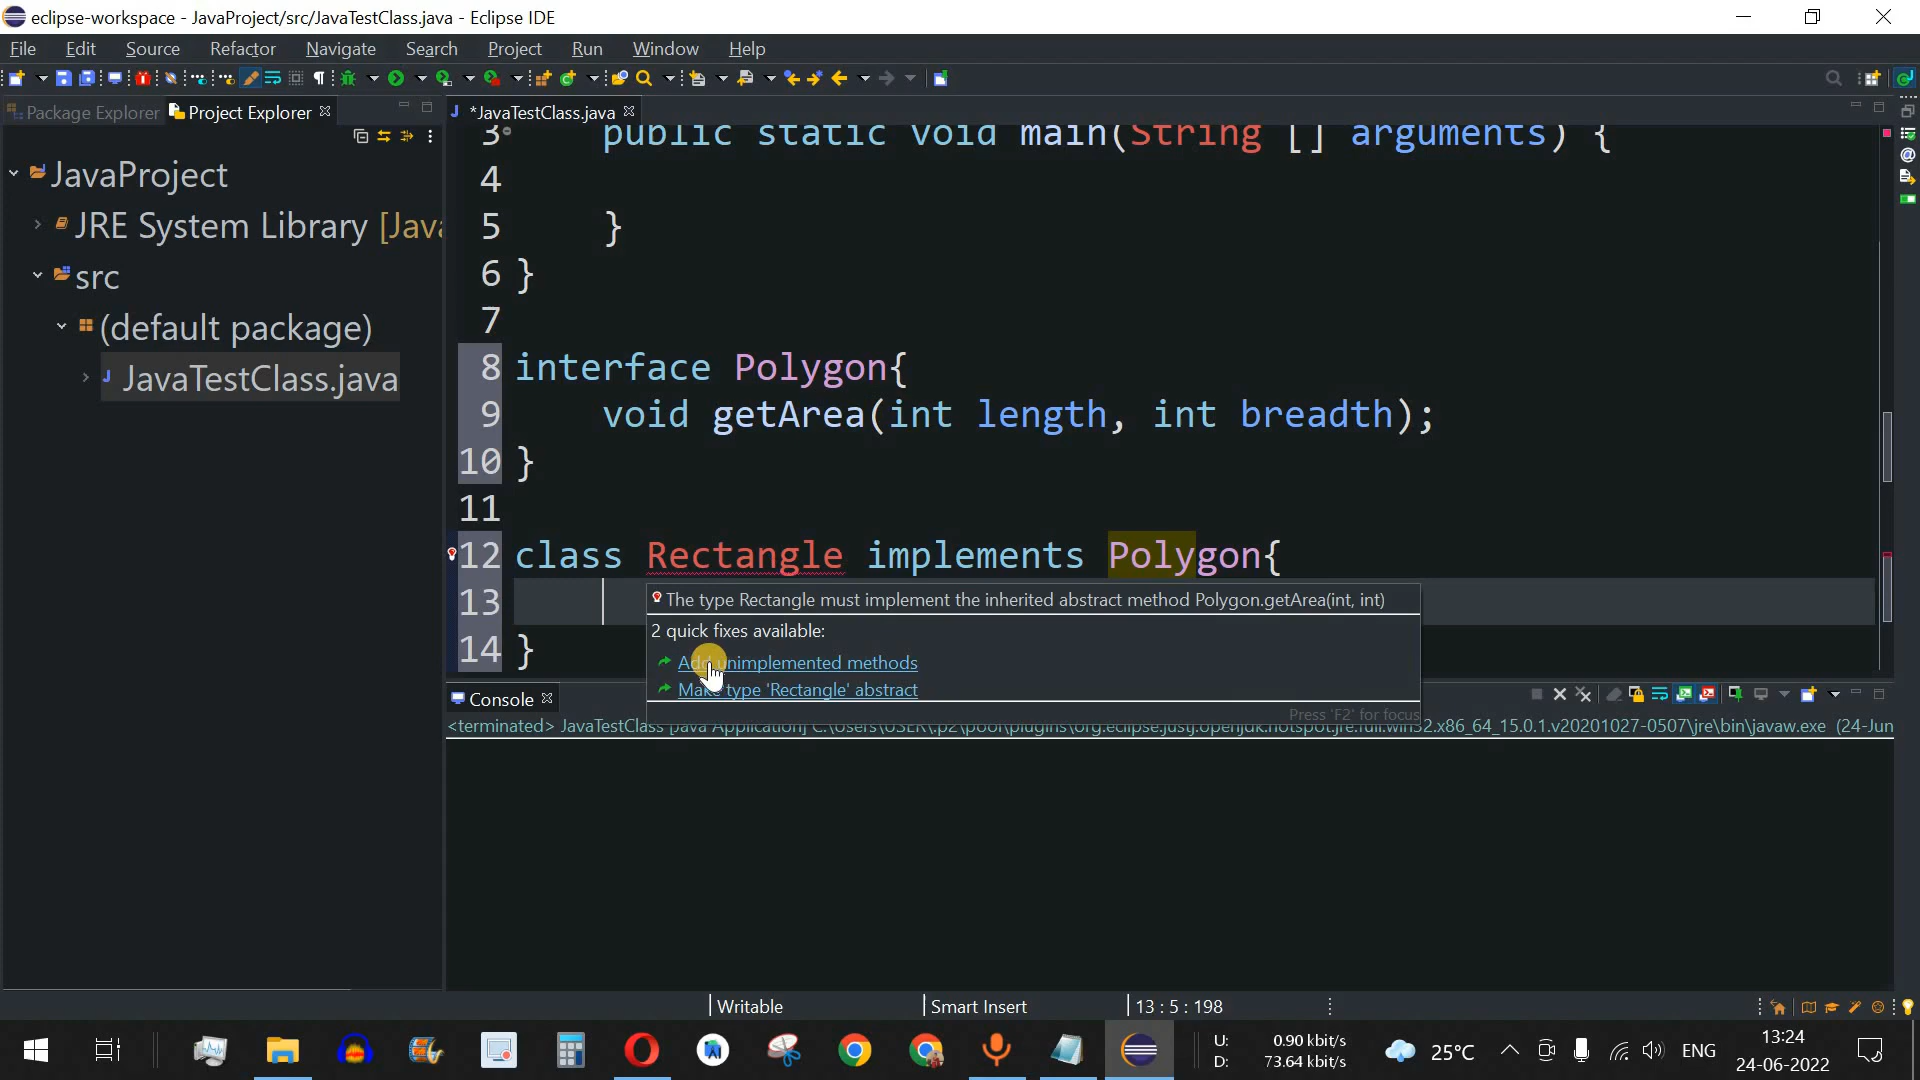 eclipse-workspace - JavaProject/src/JavaTestClass.java - Eclipse IDE
File Edit Source Refactor Navigate Search Project Run Window Help
Package Explorer Project Explorer
*JavaTestClass.java
JavaProject
JRE System Library [Java
src
(default package)
JavaTestClass.java
3 public static void main(String [] arguments) {
4
5 }
6 }
7
8 interface Polygon{
9 void getArea(int length, int breadth);
10 }
11
12 class Rectangle implements Polygon{
13
14 }
The type Rectangle must implement the inherited abstract method Polygon.getArea(int, int)
2 quick fixes available:
Add unimplemented methods
Make type 'Rectangle' abstract
Press 'F2' for focus
Console
<terminated> JavaTestClass [Java Application] C:\Users\USER\.p2\pool\plugins\org.eclipse.justj.openjdk.hotspot.jre.full.win32.x86_64_15.0.1.v20201027-0507\jre\bin\javaw.exe (24-Jun
Writable Smart Insert 13 : 5 : 198
U: 0.90 kbit/s
D: 73.64 kbit/s
25°C
ENG
13:24
24-06-2022